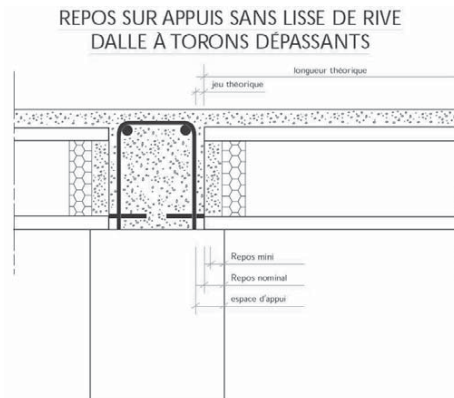 REPOS SUR APPUIS SANS LISSE DE RIVE
DALLE À TORONS DÉPASSANTS
longueur théorique
jeu théorique
Repos mini
Repos nominal
espace d'appui